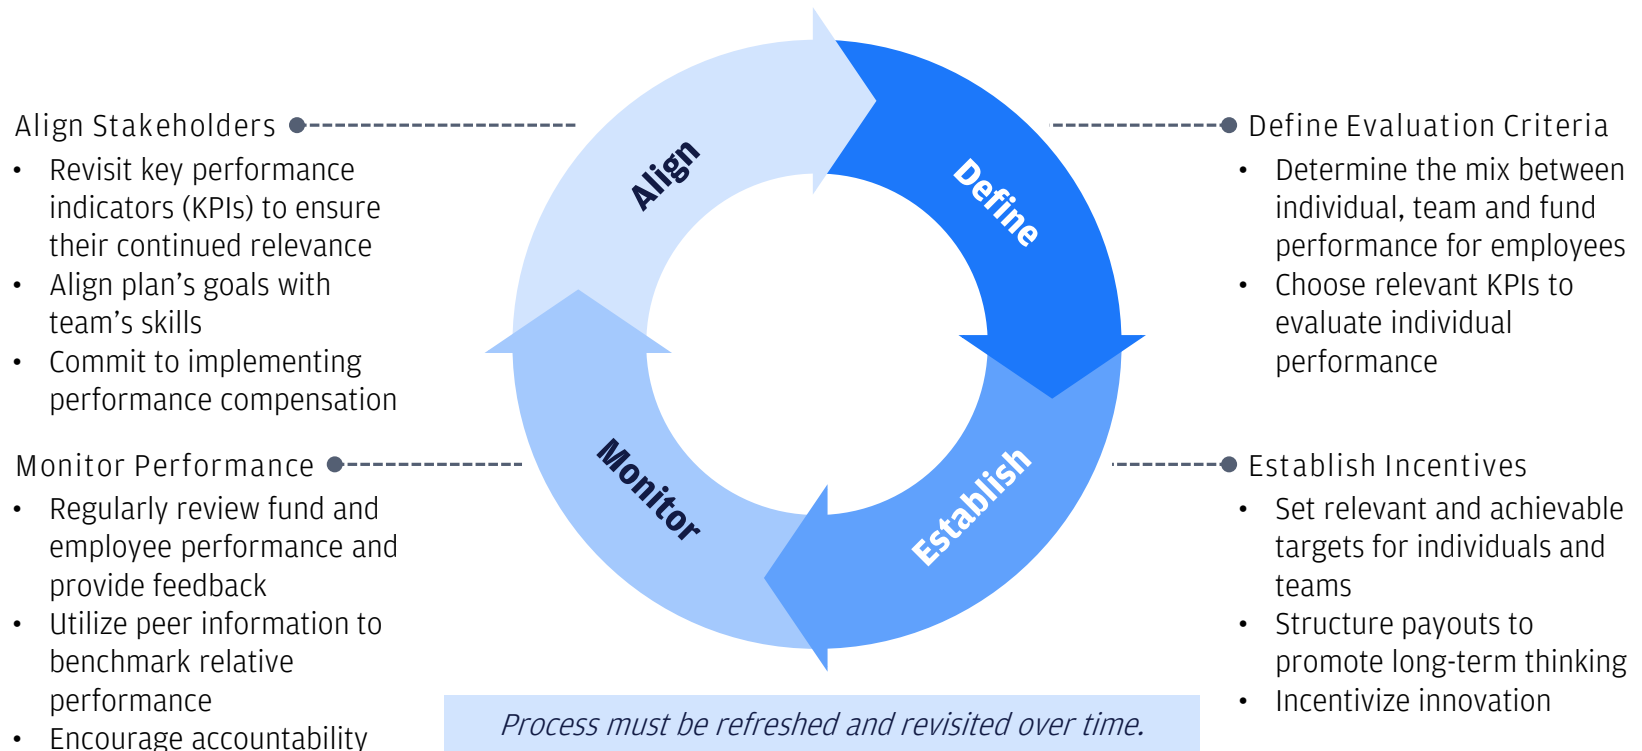 Align Stakeholders
• Revisit key performance
indicators (KPIs) to ensure
their continued relevance
• Align plan’s goals with
team’s skills
• Commit to implementing
performance compensation
Monitor Performance
• Regularly review fund and
employee performance and
provide feedback
• Utilize peer information to
benchmark relative
performance
• Encourage accountability
Align
Define
Monitor
Establish
Process must be refreshed and revisited over time.
Define Evaluation Criteria
• Determine the mix between
individual, team and fund
performance for employees
• Choose relevant KPIs to
evaluate individual
performance
Establish Incentives
• Set relevant and achievable
targets for individuals and
teams
• Structure payouts to
promote long-term thinking
• Incentivize innovation